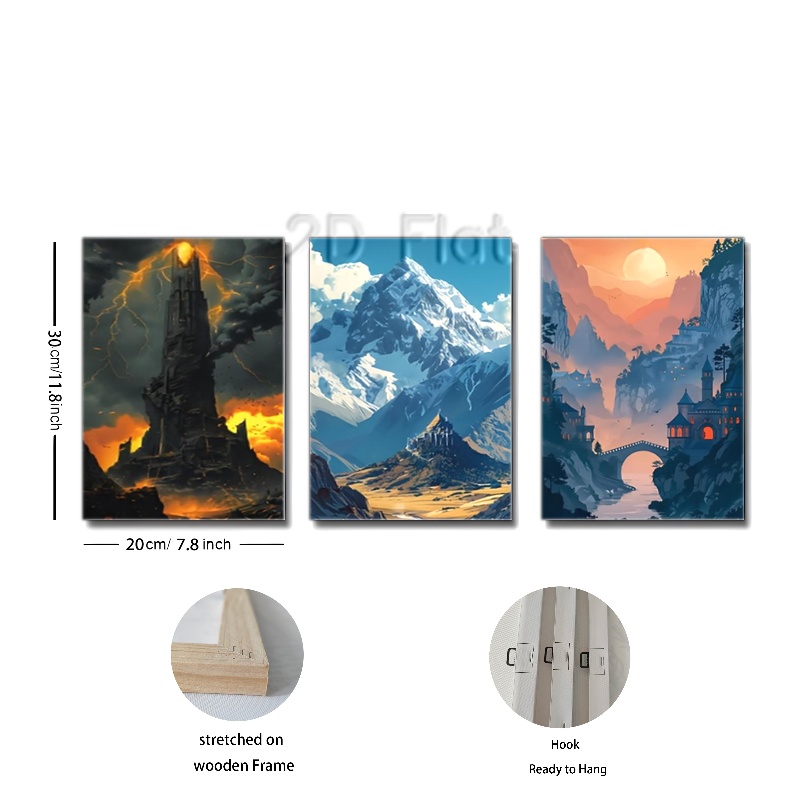 2D Flat
30cm/11.8inch
20cm/ 7.8 inch
stretched on
wooden Frame
Hook
Ready to Hang